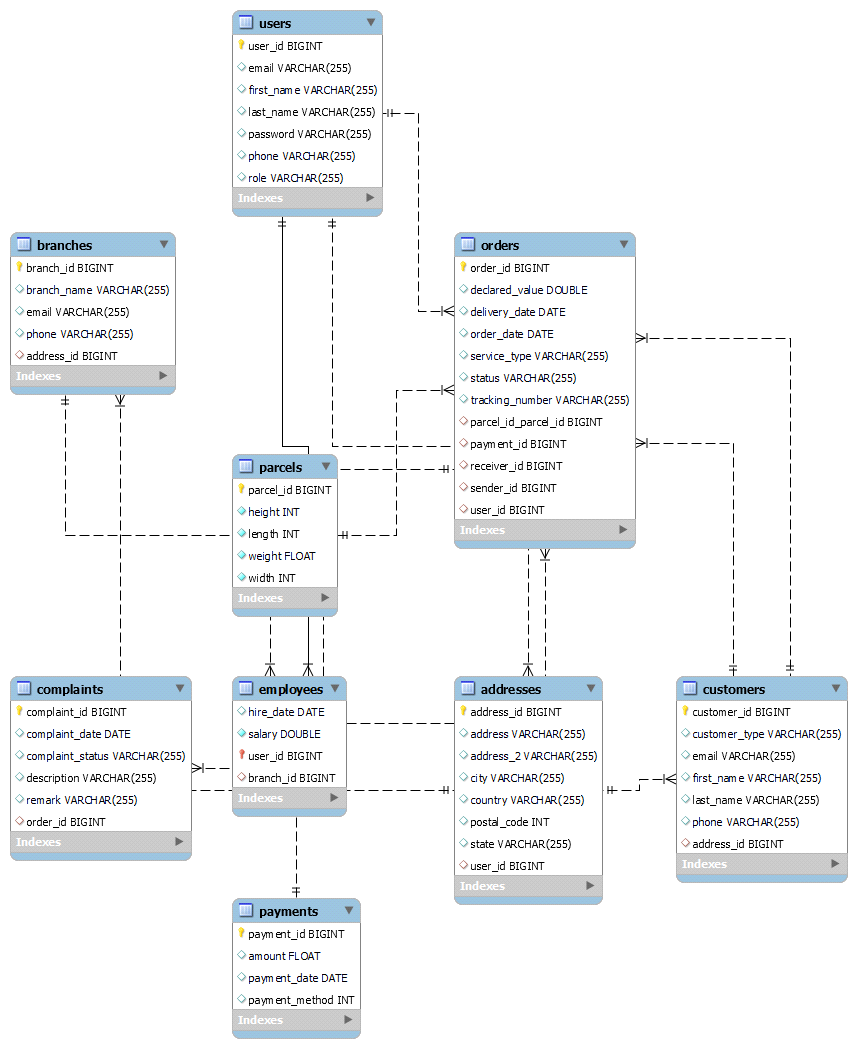 users
user_id BIGINT
email VARCHAR(255)
first_name VARCHAR(255)
last_name VARCHAR(255)
password VARCHAR(255)
phone VARCHAR(255)
role VARCHAR(255)
Indexes
branches
branch_id BIGINT
branch_name VARCHAR(255)
email VARCHAR(255)
phone VARCHAR(255)
address_id BIGINT
Indexes
orders
order_id BIGINT
declared_value DOUBLE
delivery_date DATE
order_date DATE
service_type VARCHAR(255)
status VARCHAR(255)
tracking_number VARCHAR(255)
parcel_id_parcel_id BIGINT
payment_id BIGINT
receiver_id BIGINT
sender_id BIGINT
user_id BIGINT
Indexes
parcels
parcel_id BIGINT
height INT
length INT
weight FLOAT
width INT
Indexes
complaints
complaint_id BIGINT
complaint_date DATE
complaint_status VARCHAR(255)
description VARCHAR(255)
remark VARCHAR(255)
order_id BIGINT
Indexes
employees
hire_date DATE
salary DOUBLE
user_id BIGINT
branch_id BIGINT
Indexes
addresses
address_id BIGINT
address VARCHAR(255)
address_2 VARCHAR(255)
city VARCHAR(255)
country VARCHAR(255)
postal_code INT
state VARCHAR(255)
user_id BIGINT
Indexes
customers
customer_id BIGINT
customer_type VARCHAR(255)
email VARCHAR(255)
first_name VARCHAR(255)
last_name VARCHAR(255)
phone VARCHAR(255)
address_id BIGINT
Indexes
payments
payment_id BIGINT
amount FLOAT
payment_date DATE
payment_method INT
Indexes